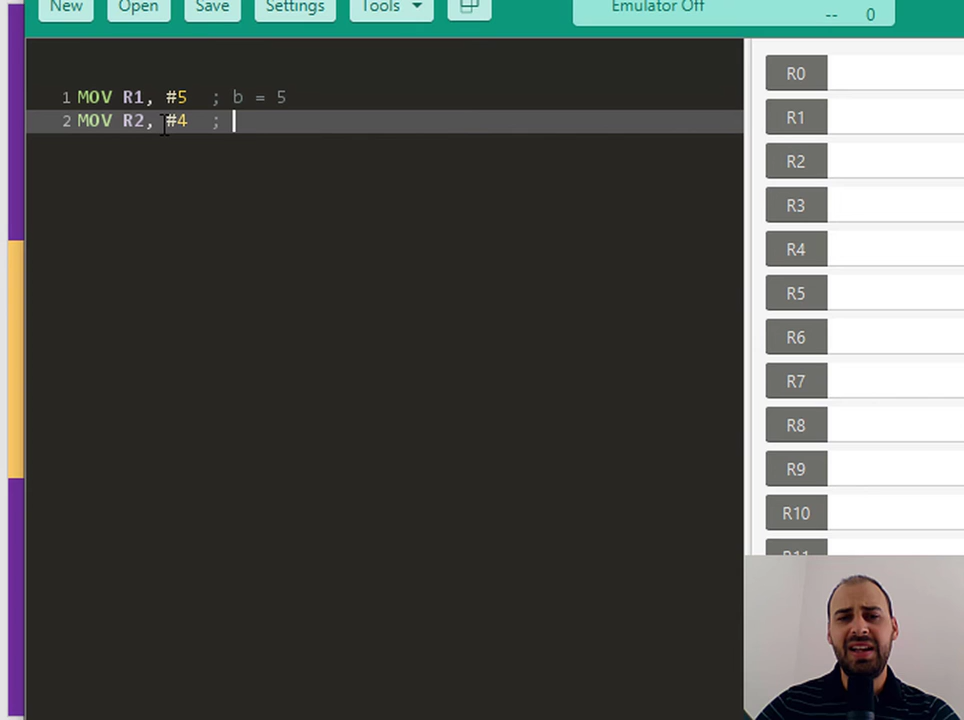 New Open Save Settings Tools Emulator Off
-- 0
1 MOV R1, #5 ; b = 5
2 MOV R2, #4 ;
R0
R1
R2
R3
R4
R5
R6
R7
R8
R9
R10
R11